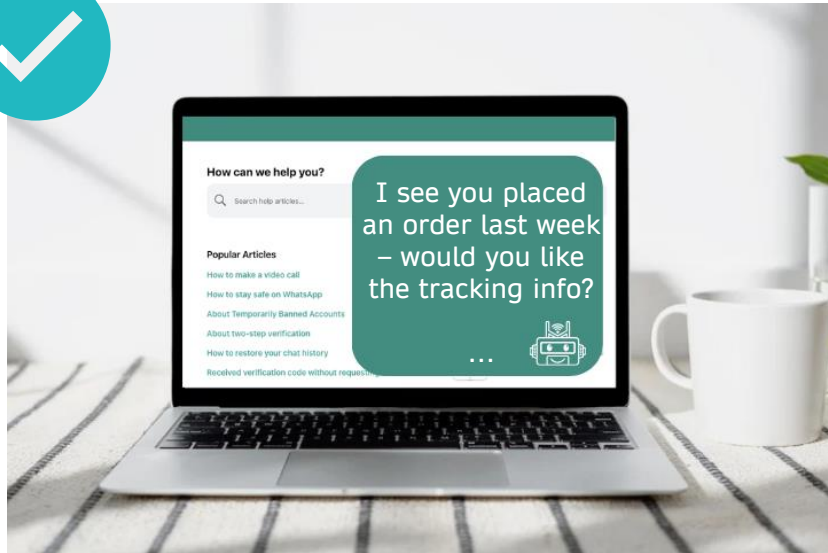 How can we help you?
Search help articles...
Popular Articles
How to make a video call
How to stay safe on WhatsApp
About Temporarily Banned Accounts
About two-step verification
How to restore your chat history
Received verification code without requesting
I see you placed
an order last week
– would you like
the tracking info?
...